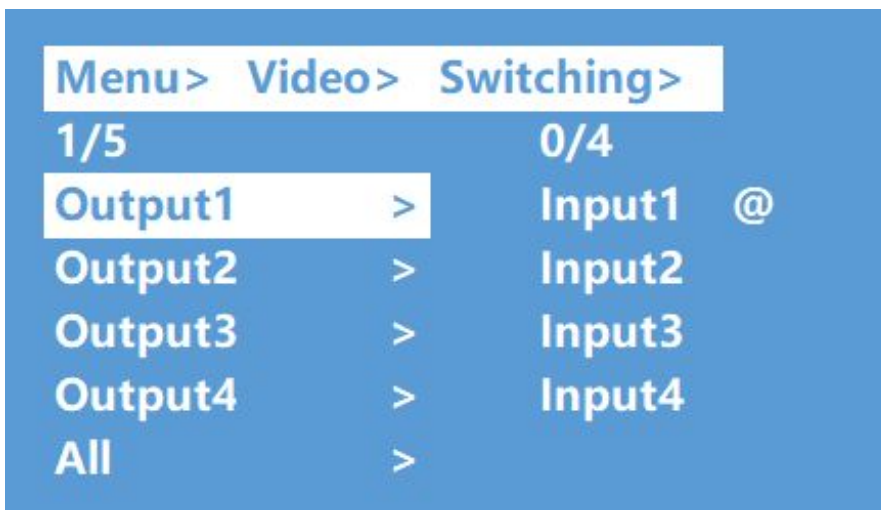 Menu> Video> Switching>
1/5 0/4
Output1 > Input1 @
Output2 > Input2
Output3 > Input3
Output4 > Input4
All >